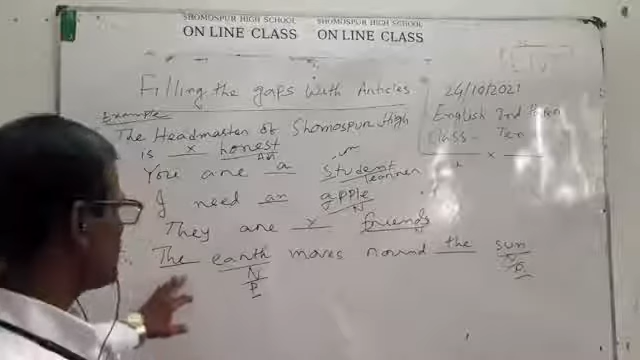 SHOMOSPUR HIGH SCHOOL SHOMOSPUR HIGH SCHOOL
ON LINE CLASS ON LINE CLASS
Filling the gaps with Articles
24/10/2021
Example
English 2nd
Class - Ten
The Headmaster of Shomospur High
is x honest
Adj
x
You are a student
learner
I need an apple
N
They are x friends
N
The earth moves round the sun
N N
P P